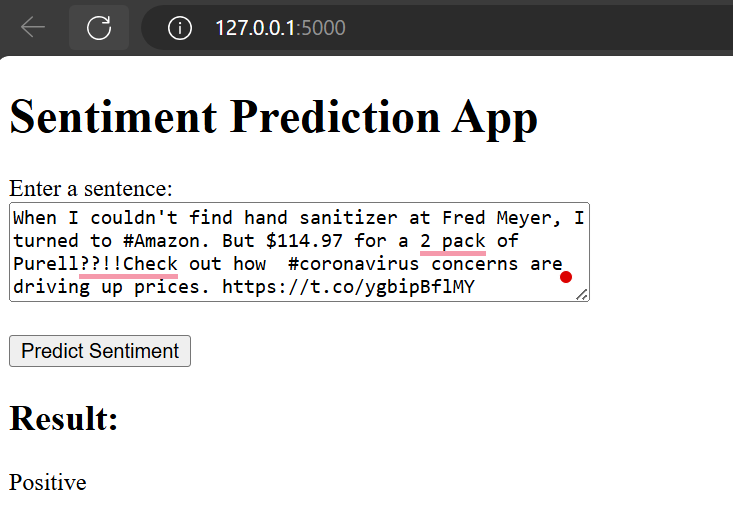 127.0.0.1:5000
Sentiment Prediction App
Enter a sentence:
When I couldn't find hand sanitizer at Fred Meyer, I
turned to #Amazon. But $114.97 for a 2 pack of
Purell??!!Check out how  #coronavirus concerns are
driving up prices. https://t.co/ygbipBflMY
Predict Sentiment
Result:
Positive